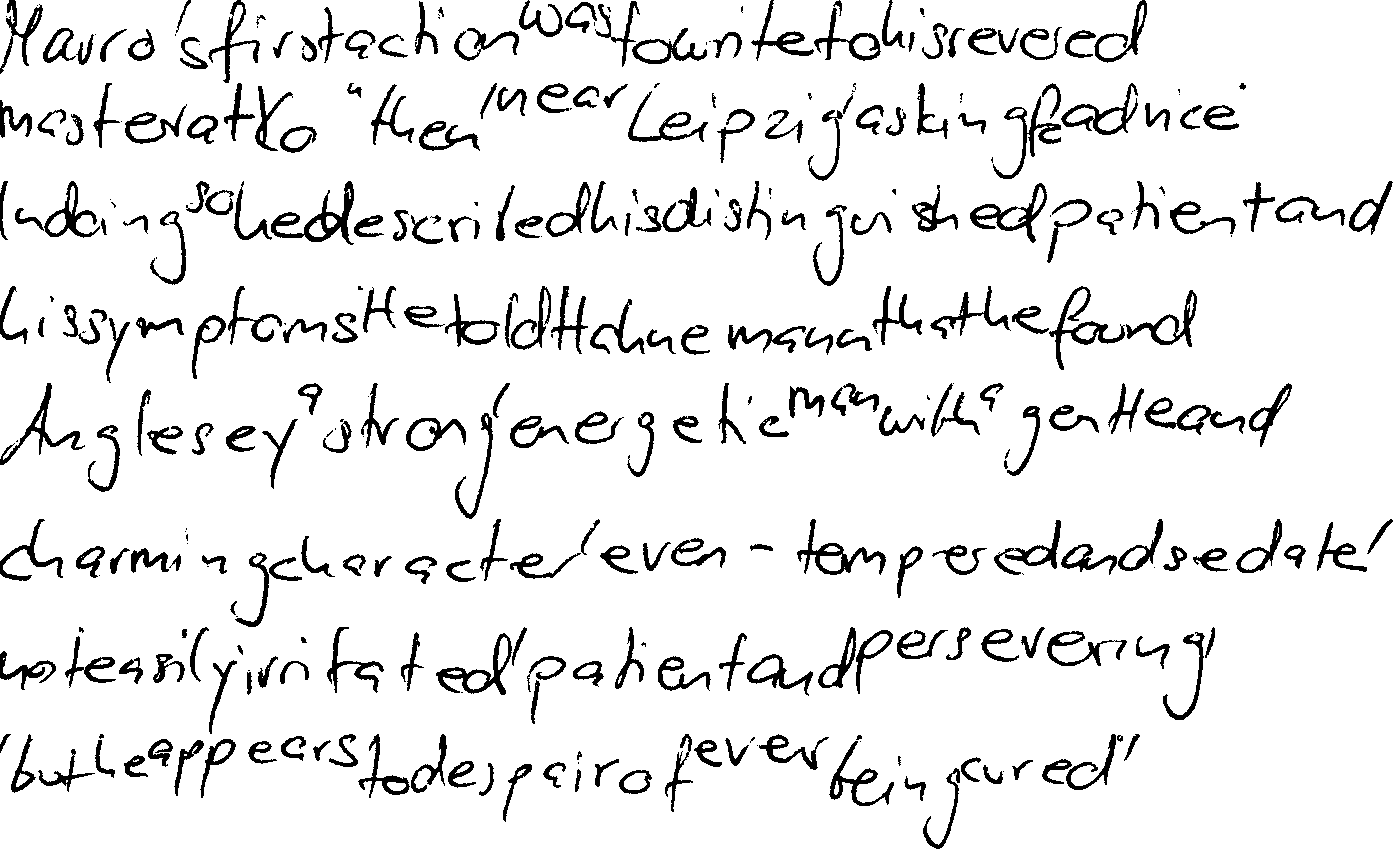 Mauro's first action was to write to his revered
master at Kö" then, near Leipzig, asking for advice.
In doing so he described his distinguished patient and
his symptoms. He told Hahnemann that he found
Anglesey a strong, energetic man with a gentle and
charming character, even-tempered and sedate,
not easily irritated, patient and persevering,
'but he appears to despair of ever being cured'